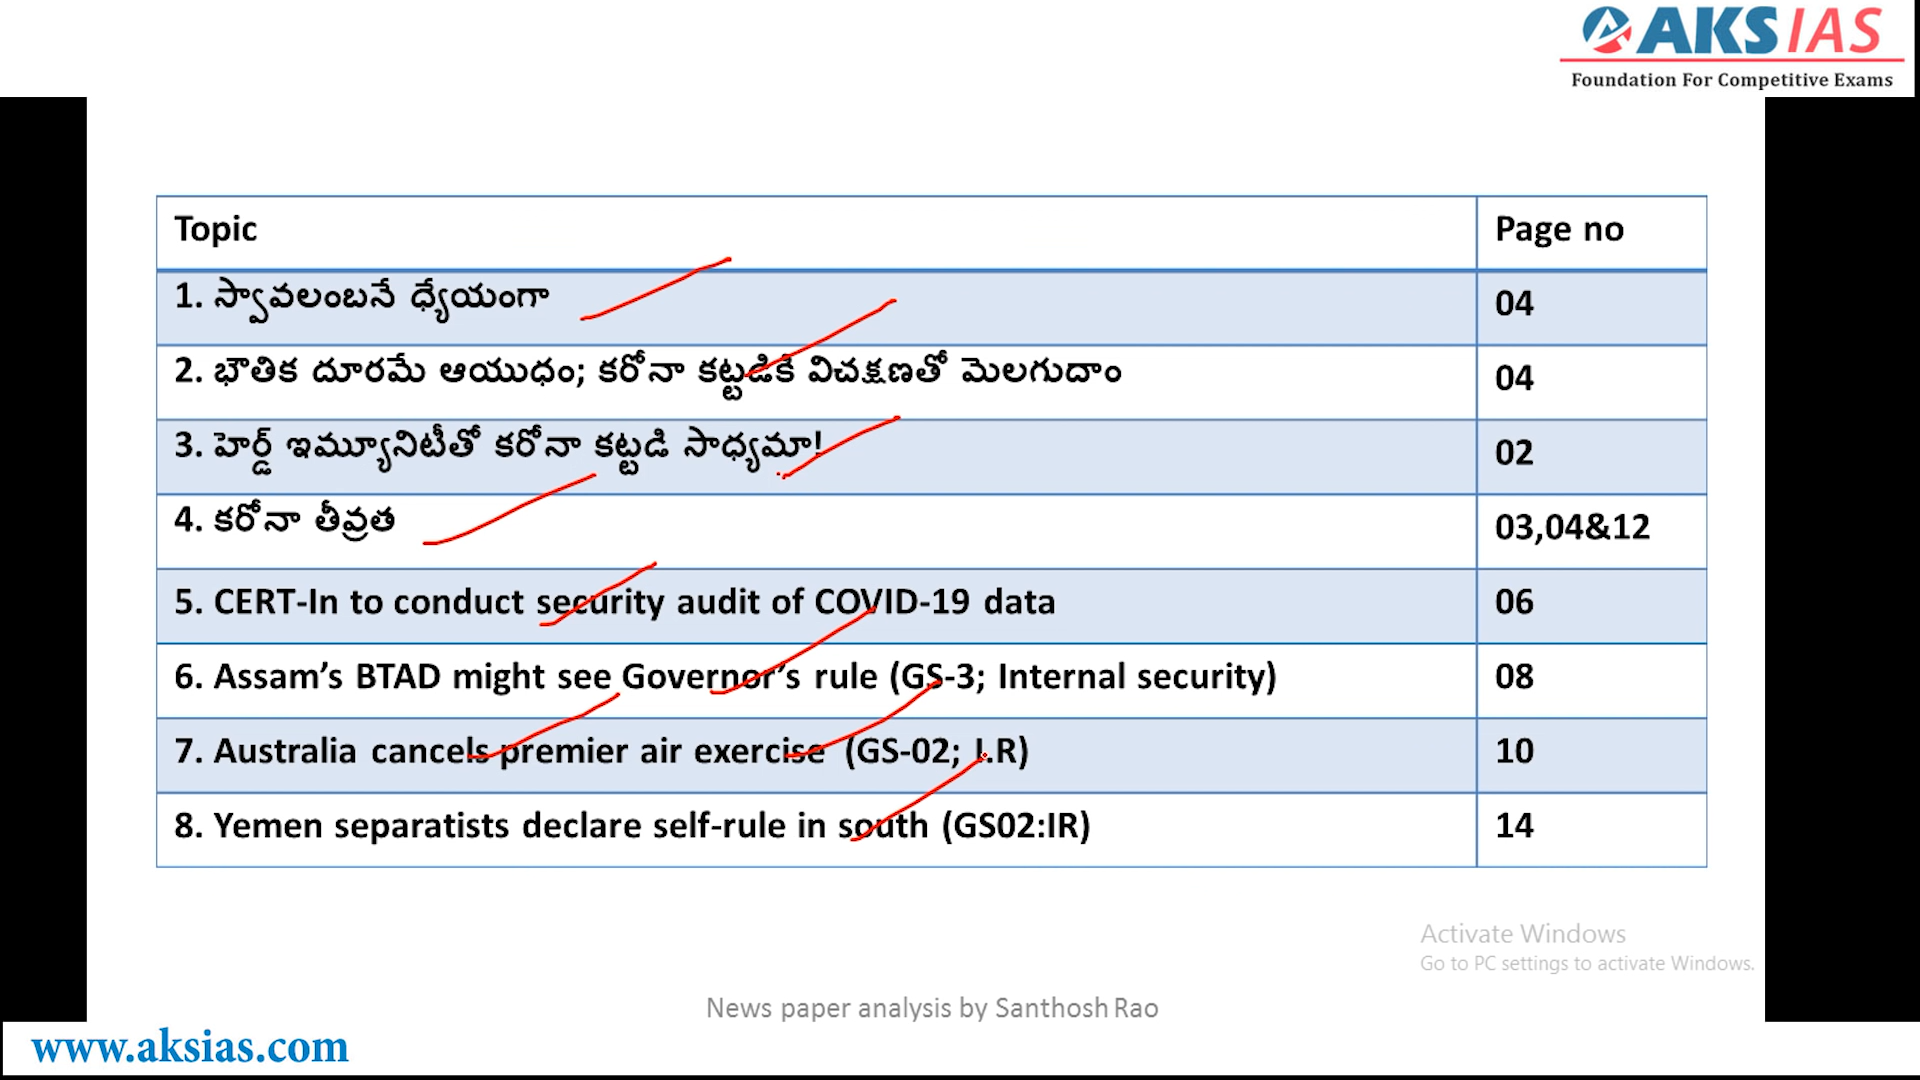 AKS IAS
Foundation For Competitive Exams
Topic Page no
1. స్వావలంబనే ధ్యేయంగా 04
2. భౌతిక దూరమే ఆయుధం; కరోనా కట్టడికి విచక్షణతో మెలగుదాం 04
3. హెర్డ్ ఇమ్యూనిటీతో కరోనా కట్టడి సాధ్యమా! 02
4. కరోనా తీవ్రత 03,04&12
5. CERT-In to conduct security audit of COVID-19 data 06
6. Assam’s BTAD might see Governor’s rule (GS-3; Internal security) 08
7. Australia cancels premier air exercise (GS-02; I.R) 10
8. Yemen separatists declare self-rule in south (GS02:IR) 14
Activate Windows
Go to PC settings to activate Windows.
News paper analysis by Santhosh Rao
www.aksias.com